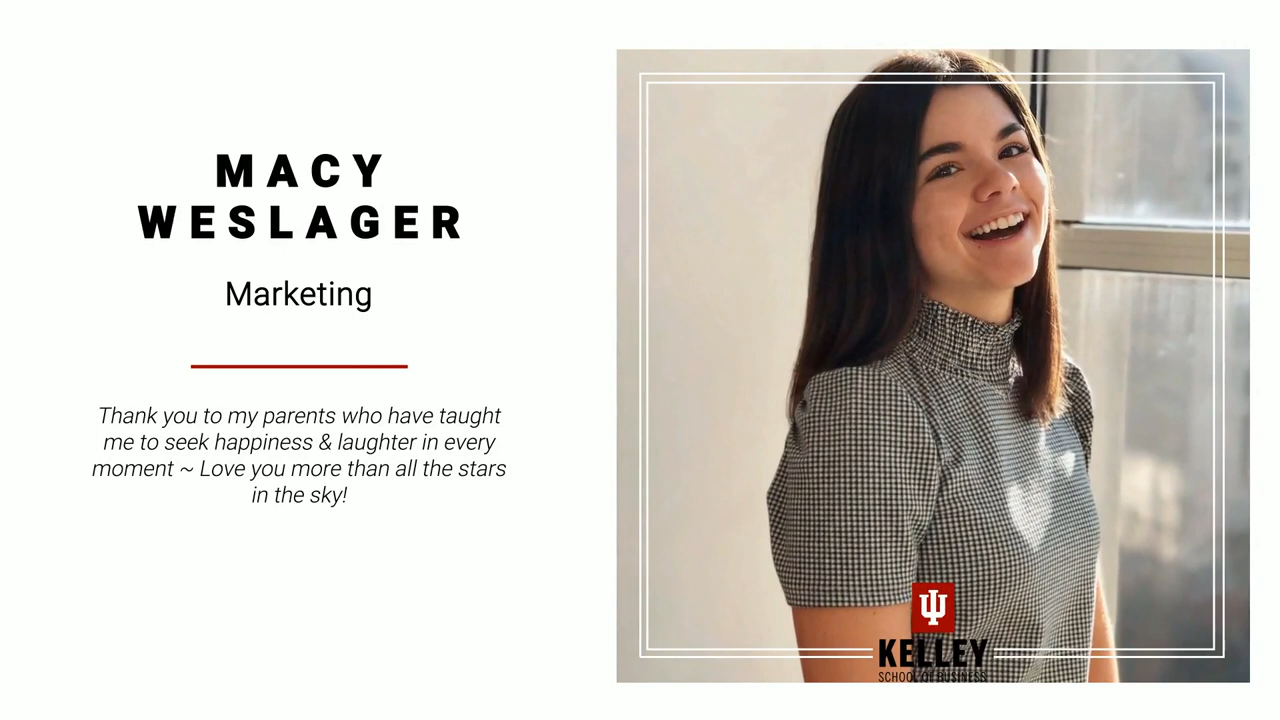 MACY
WESLAGER
Marketing
Thank you to my parents who have taught
me to seek happiness & laughter in every
moment ~ Love you more than all the stars
in the sky!
KELLEY
SCHOOL OF BUSINESS